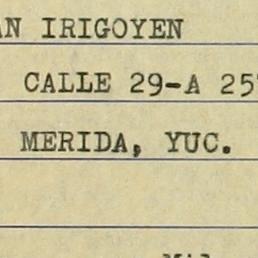 AN IRIGOYEN
CALLE 29-A 25
MERIDA, YUC.